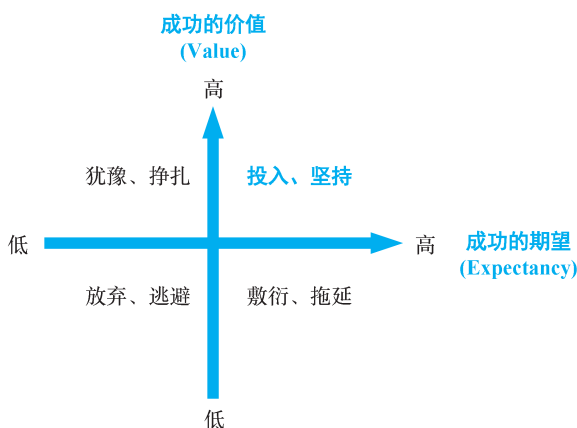 成功的价值
(Value)
高
犹豫、挣扎
投入、坚持
低
高
成功的期望
(Expectancy)
放弃、逃避
敷衍、拖延
低